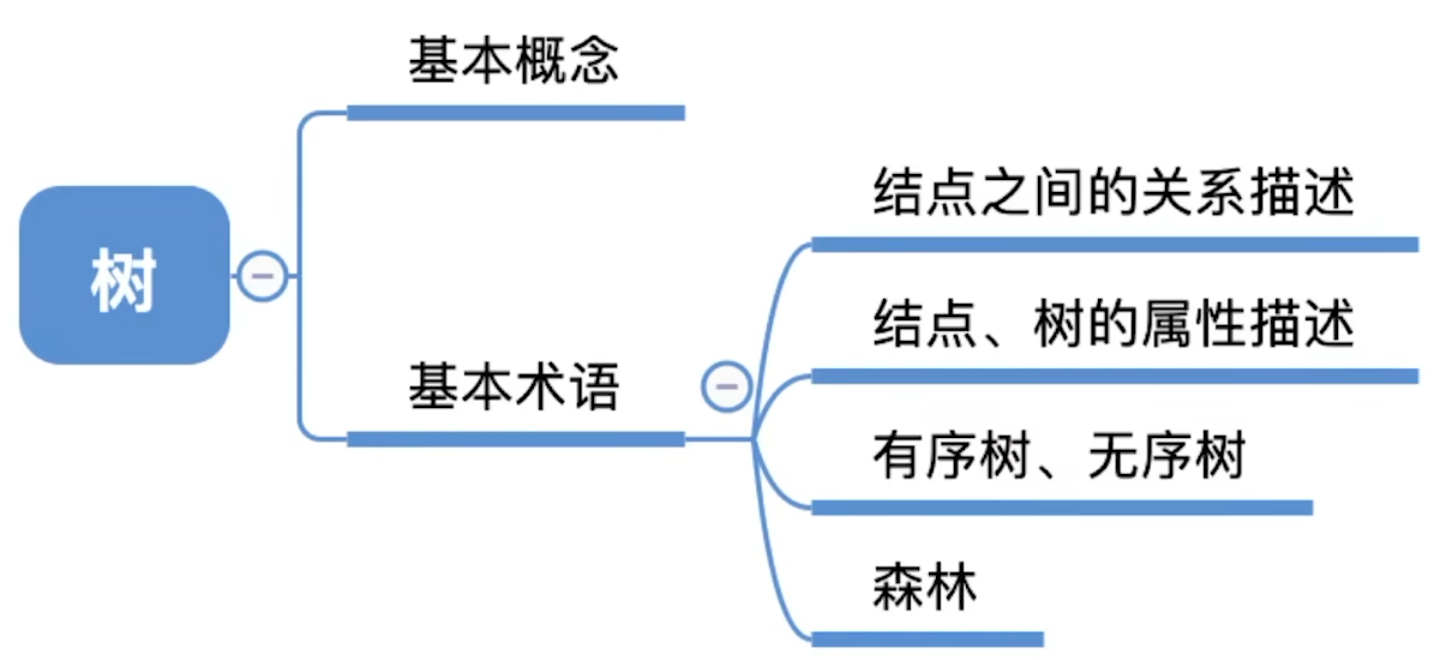 树
基本概念
基本术语
结点之间的关系描述
结点、树的属性描述
有序树、无序树
森林